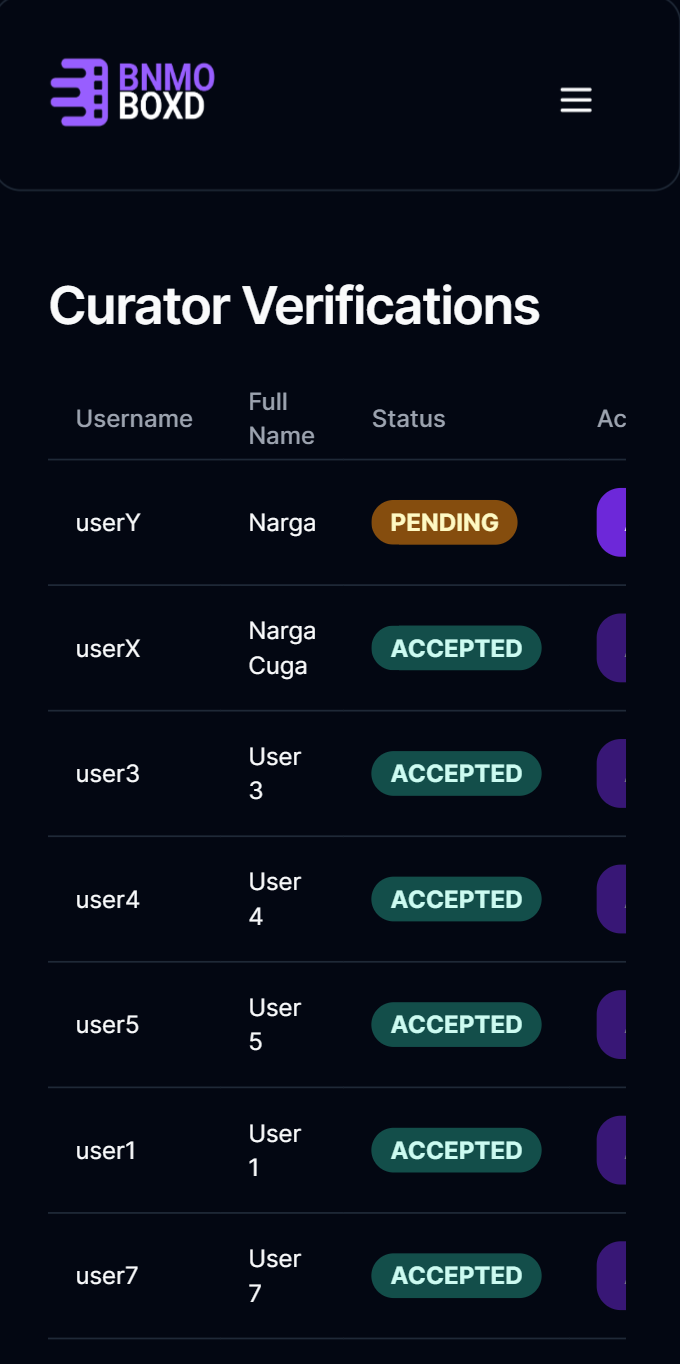 BNMO
BOXD
Curator Verifications
Username Full Name Status Ac
userY Narga PENDING
userX Narga Cuga ACCEPTED
user3 User 3 ACCEPTED
user4 User 4 ACCEPTED
user5 User 5 ACCEPTED
user1 User 1 ACCEPTED
user7 User 7 ACCEPTED